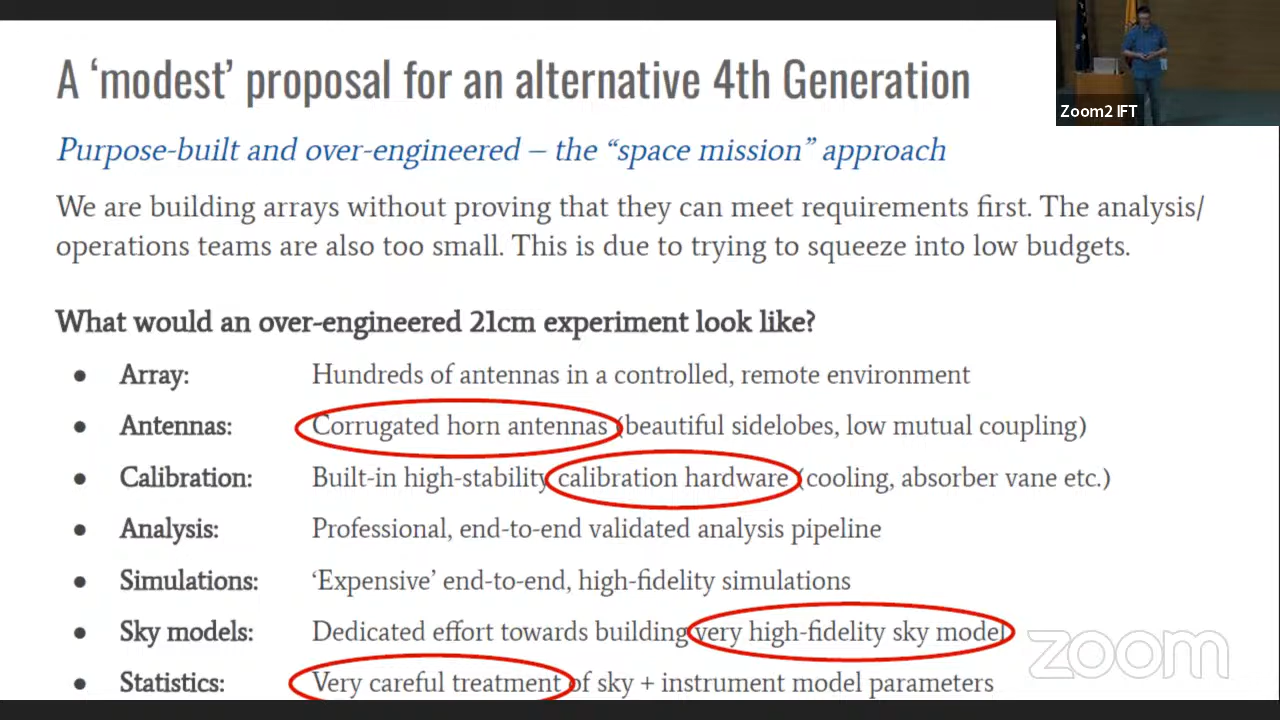 A ‘modest’ proposal for an alternative 4th Generation
Zoom2 IFT
Purpose-built and over-engineered – the “space mission” approach
We are building arrays without proving that they can meet requirements first. The analysis/
operations teams are also too small. This is due to trying to squeeze into low budgets.
What would an over-engineered 21cm experiment look like?
● Array: Hundreds of antennas in a controlled, remote environment
● Antennas: Corrugated horn antennas (beautiful sidelobes, low mutual coupling)
● Calibration: Built-in high-stability calibration hardware (cooling, absorber vane etc.)
● Analysis: Professional, end-to-end validated analysis pipeline
● Simulations: ‘Expensive’ end-to-end, high-fidelity simulations
● Sky models: Dedicated effort towards building very high-fidelity sky model
● Statistics: Very careful treatment of sky + instrument model parameters
zoom